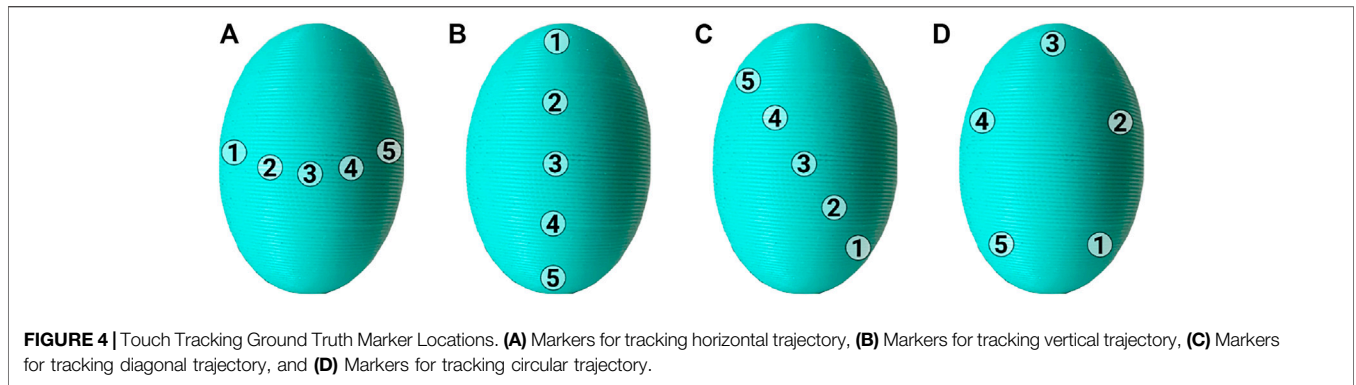 A B C D
1 1 5 3
2 4 4 2
1 2 3 4 5 3 3
4 2
5 1 5 1
FIGURE 4 | Touch Tracking Ground Truth Marker Locations. (A) Markers for tracking horizontal trajectory, (B) Markers for tracking vertical trajectory, (C) Markers
for tracking diagonal trajectory, and (D) Markers for tracking circular trajectory.